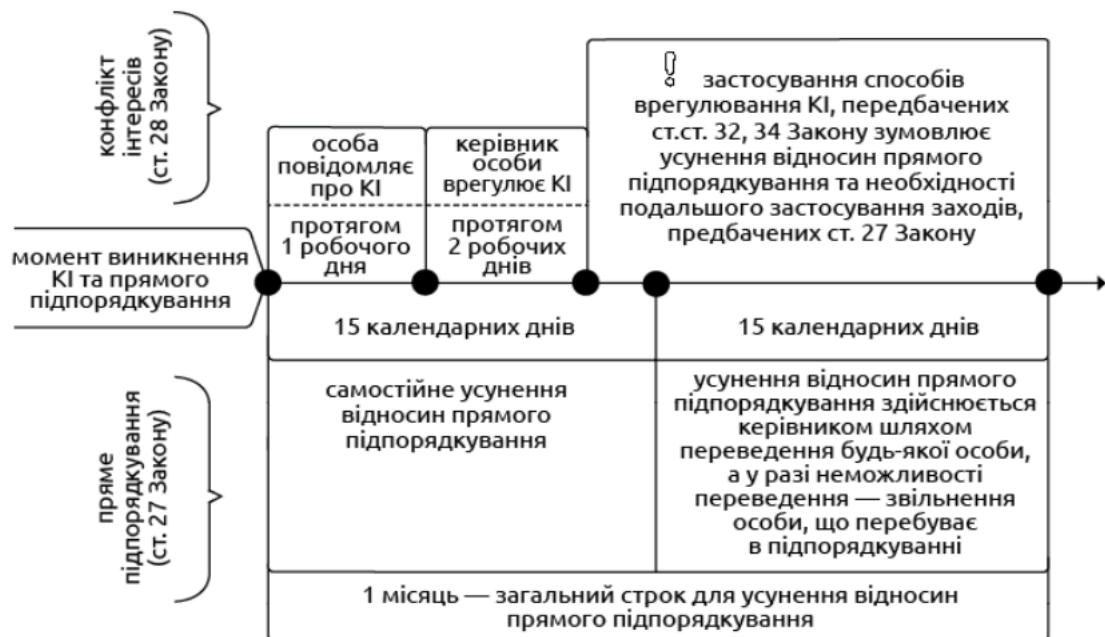 конфлікт
інтересів
(ст. 28 Закону)
особа
повідомляє
про КІ
протягом
1 робочого
дня
керівник
особи
врегулює КІ
протягом
2 робочих
днів
! застосування способів
врегулювання КІ, передбачених
ст.ст. 32, 34 Закону зумовлює
усунення відносин прямого
підпорядкування та необхідності
подальшого застосування заходів,
предбачених ст. 27 Закону
момент виникнення
КІ та прямого
підпорядкування
15 календарних днів
15 календарних днів
пряме
підпорядкування
(ст. 27 Закону)
самостійне усунення
відносин прямого
підпорядкування
усунення відносин прямого
підпорядкування здійснюється
керівником шляхом
переведення будь-якої особи,
а у разі неможливості
переведення — звільнення
особи, що перебуває
в підпорядкуванні
1 місяць — загальний строк для усунення відносин
прямого підпорядкування